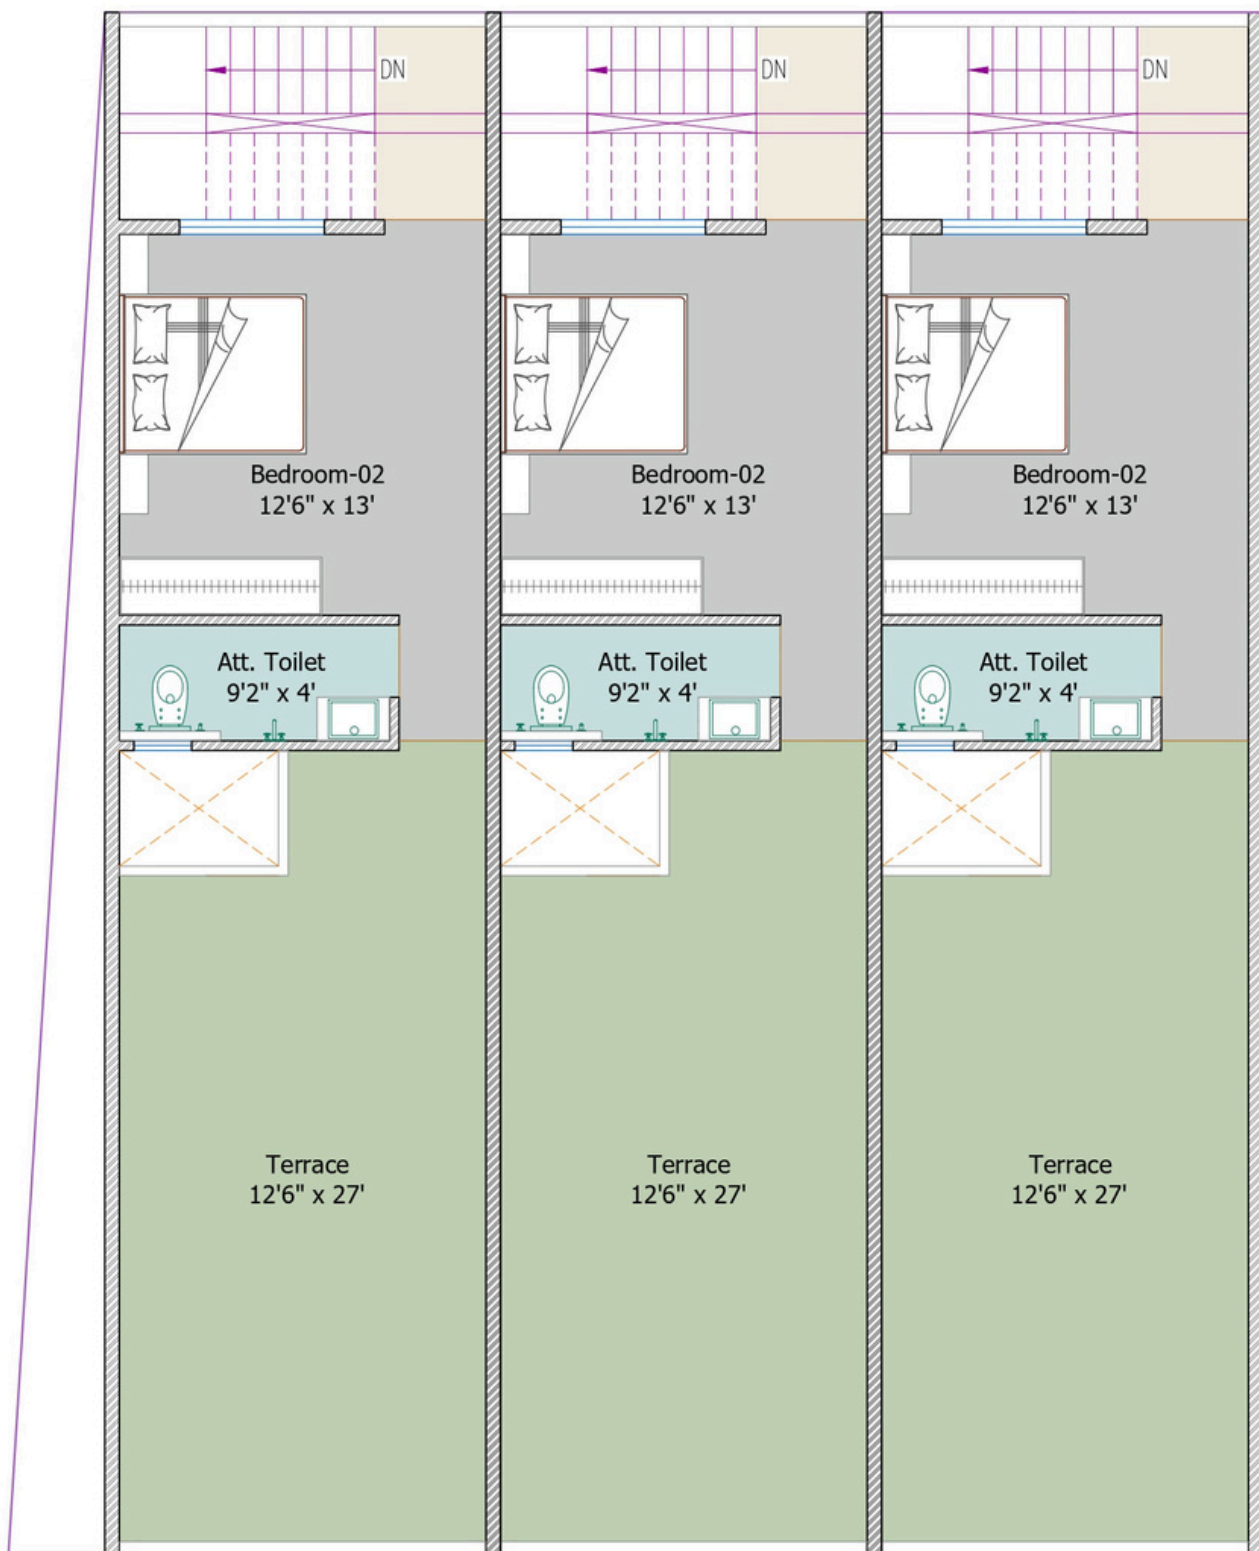 DN
DN
DN
Bedroom-02
12'6" x 13'
Bedroom-02
12'6" x 13'
Bedroom-02
12'6" x 13'
Att. Toilet
9'2" x 4'
Att. Toilet
9'2" x 4'
Att. Toilet
9'2" x 4'
Terrace
12'6" x 27'
Terrace
12'6" x 27'
Terrace
12'6" x 27'